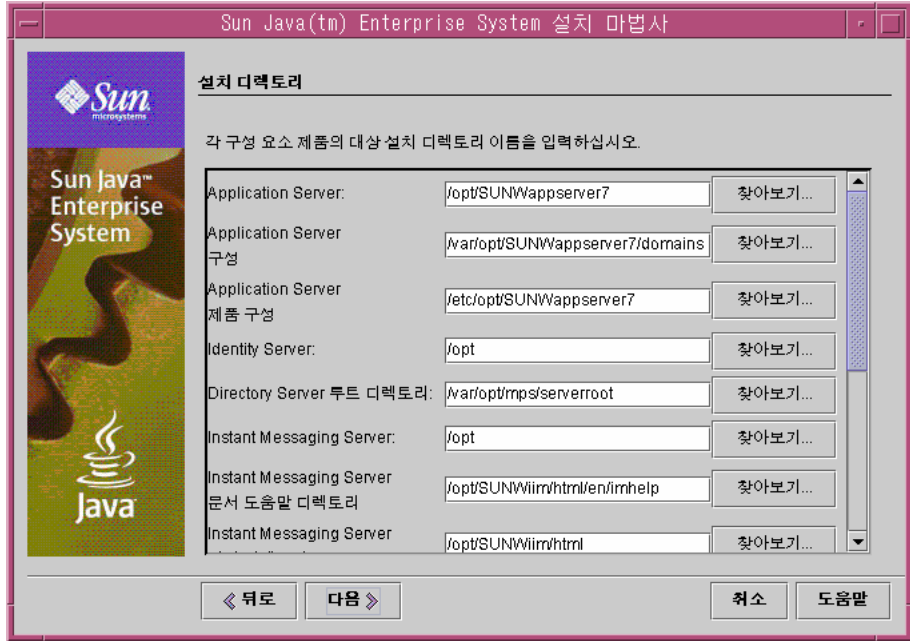 Sun Java(tm) Enterprise System 설치 마법사
Sun
microsystems
Sun Java™
Enterprise
System
Java
설치 디렉토리
각 구성 요소 제품의 대상 설치 디렉토리 이름을 입력하십시오.
Application Server: /opt/SUNWappserver7 찾아보기...
Application Server
구성 /var/opt/SUNWappserver7/domains 찾아보기...
Application Server
제품 구성 /etc/opt/SUNWappserver7 찾아보기...
Identity Server: /opt 찾아보기...
Directory Server 루트 디렉토리: /var/opt/mps/serverroot 찾아보기...
Instant Messaging Server: /opt 찾아보기...
Instant Messaging Server
문서 도움말 디렉토리 /opt/SUNWiim/html/en/imhelp 찾아보기...
Instant Messaging Server
/opt/SUNWiim/html 찾아보기...
뒤로 다음 취소 도움말